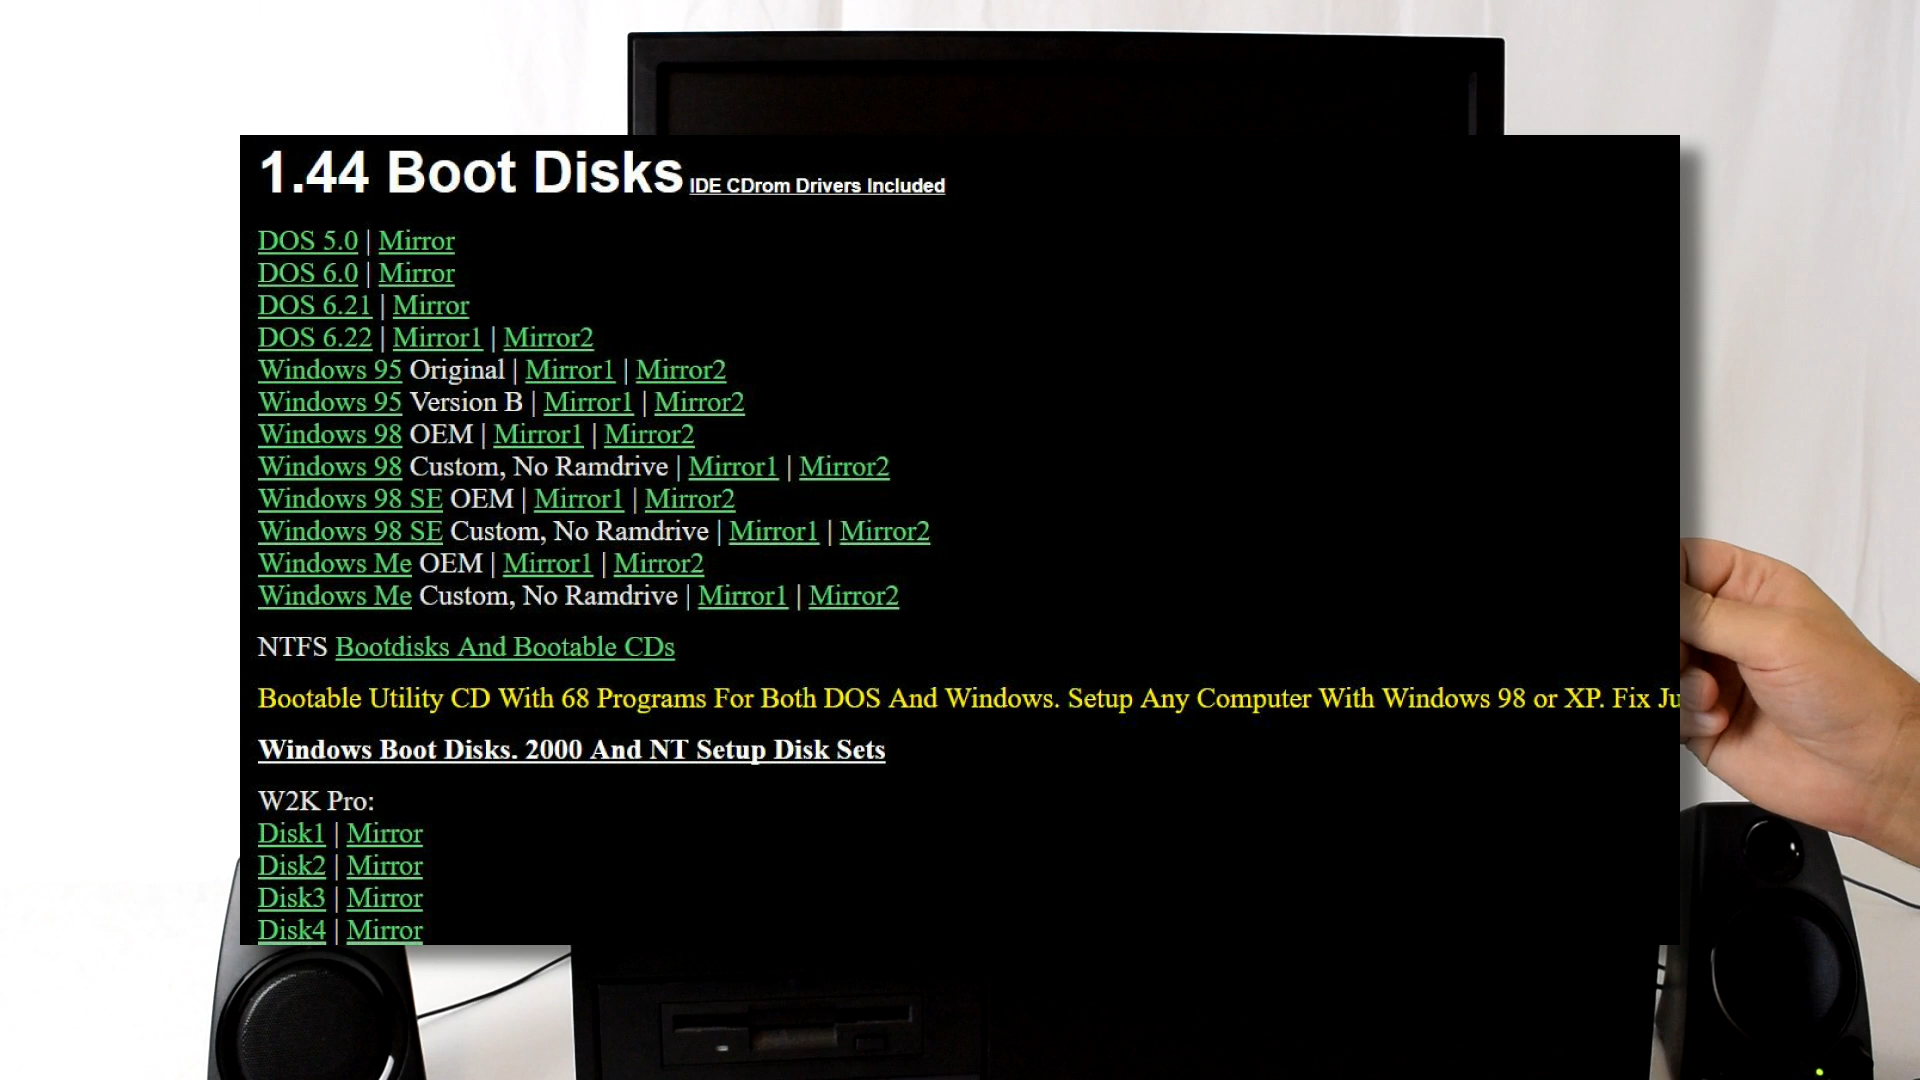 1.44 Boot Disks IDE CDrom Drivers Included
DOS 5.0 | Mirror
DOS 6.0 | Mirror
DOS 6.21 | Mirror
DOS 6.22 | Mirror1 | Mirror2
Windows 95 Original | Mirror1 | Mirror2
Windows 95 Version B | Mirror1 | Mirror2
Windows 98 OEM | Mirror1 | Mirror2
Windows 98 Custom, No Ramdrive | Mirror1 | Mirror2
Windows 98 SE OEM | Mirror1 | Mirror2
Windows 98 SE Custom, No Ramdrive | Mirror1 | Mirror2
Windows Me OEM | Mirror1 | Mirror2
Windows Me Custom, No Ramdrive | Mirror1 | Mirror2
NTFS Bootdisks And Bootable CDs
Bootable Utility CD With 68 Programs For Both DOS And Windows. Setup Any Computer With Windows 98 or XP. Fix
Windows Boot Disks. 2000 And NT Setup Disk Sets
W2K Pro:
Disk1 | Mirror
Disk2 | Mirror
Disk3 | Mirror
Disk4 | Mirror